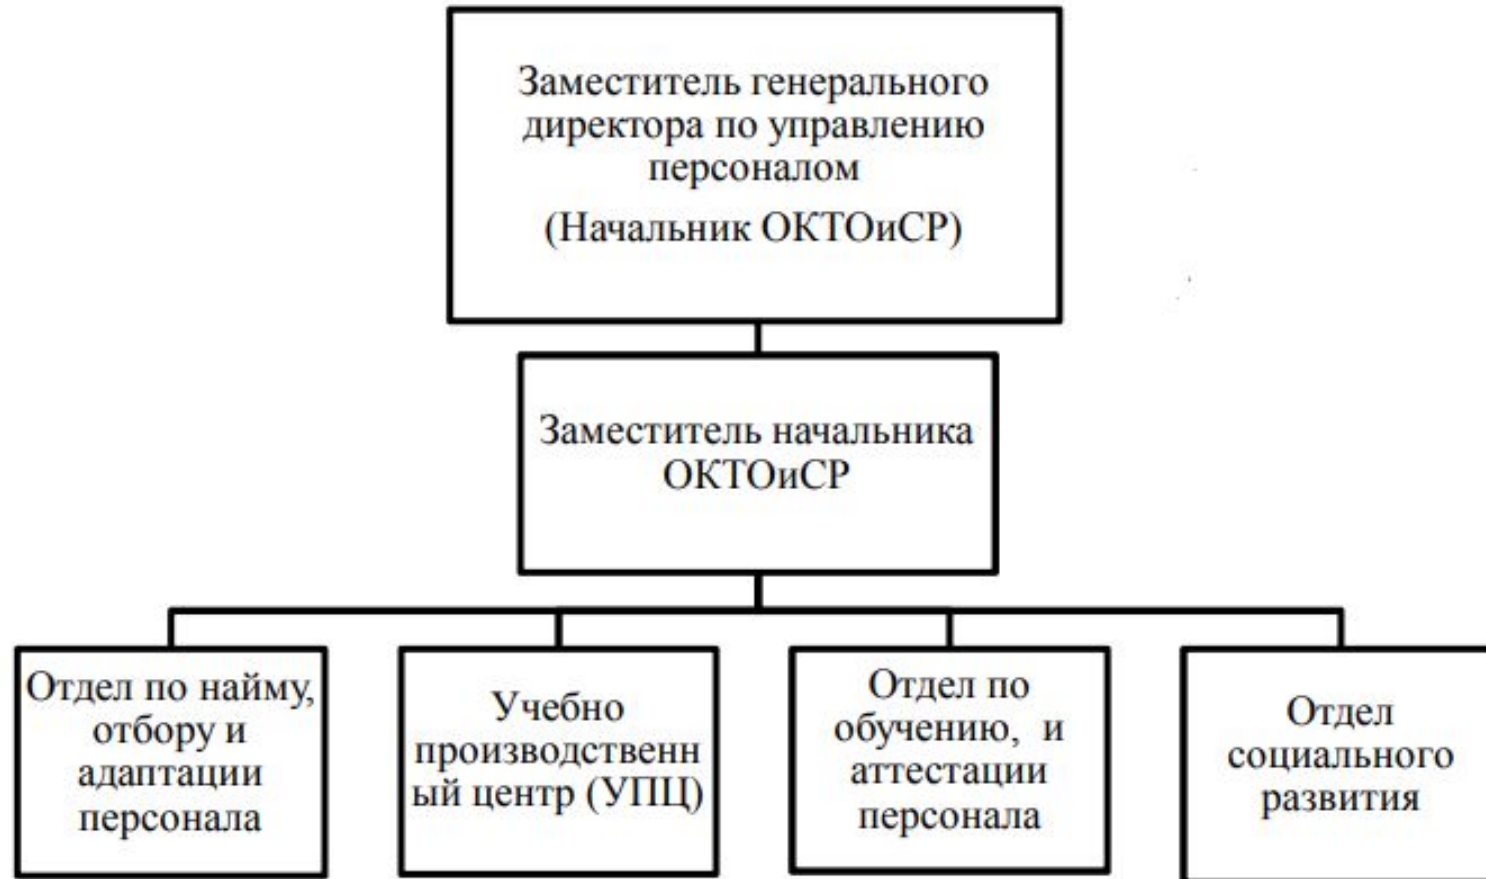 Заместитель генерального
директора по управлению
персоналом
(Начальник ОКТОиСР)
Заместитель начальника
ОКТОиСР
Отдел по найму,
отбору и
адаптации
персонала
Учебно
производственн
ый центр (УПЦ)
Отдел по
обучению, и
аттестации
персонала
Отдел
социального
развития